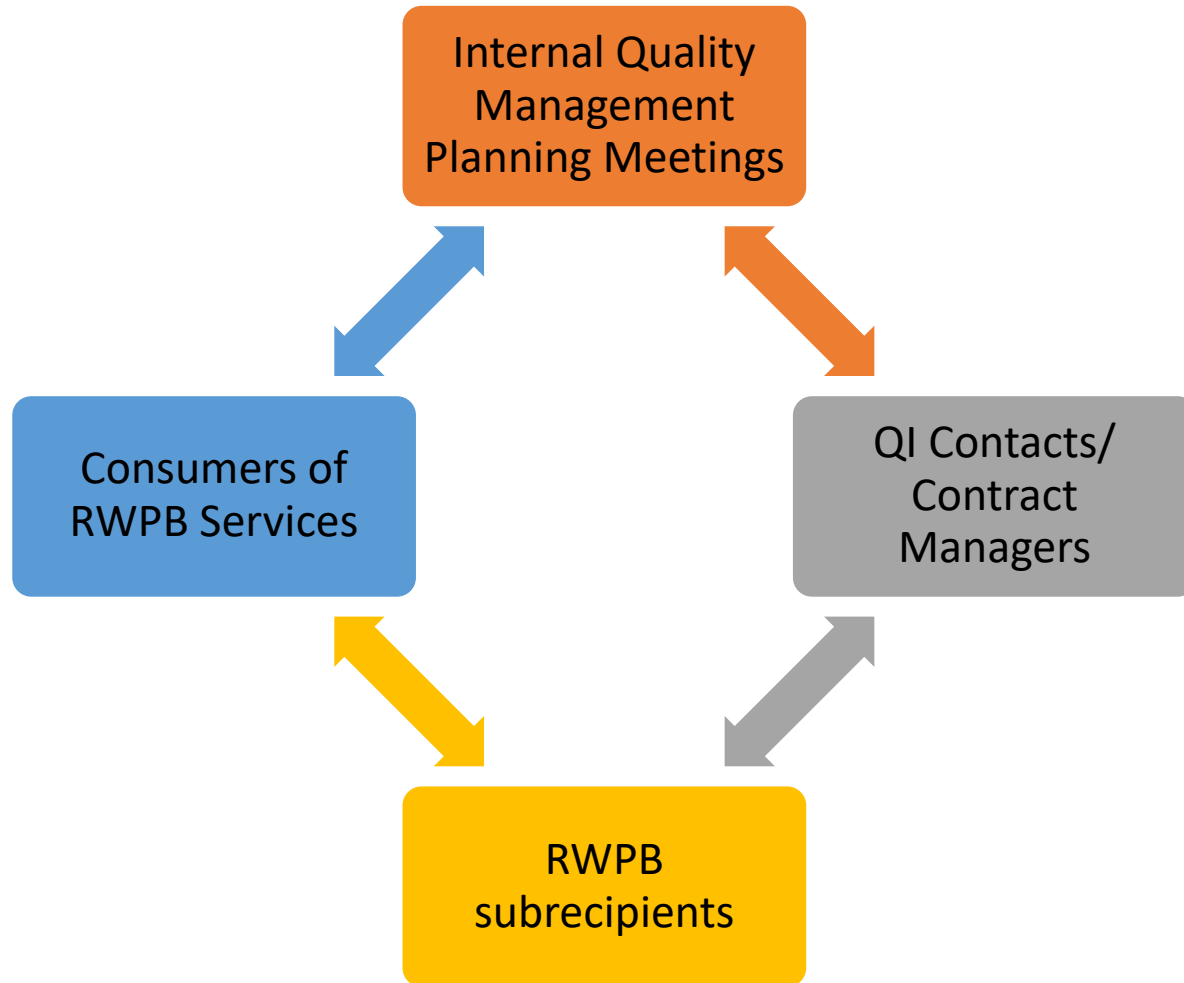 Internal Quality
Management
Planning Meetings
Consumers of
RWPB Services
QI Contacts/
Contract
Managers
RWPB
subrecipients